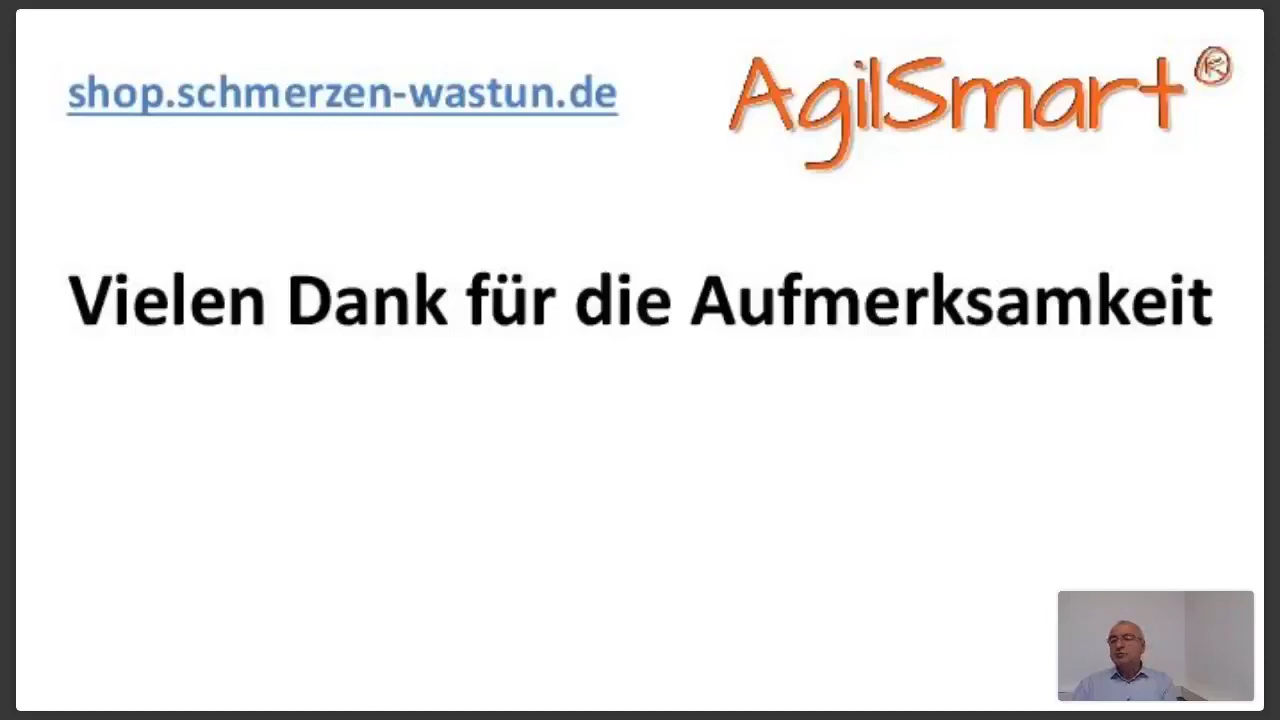 shop.schmerzen-wastun.de
AgilSmart®
Vielen Dank für die Aufmerksamkeit